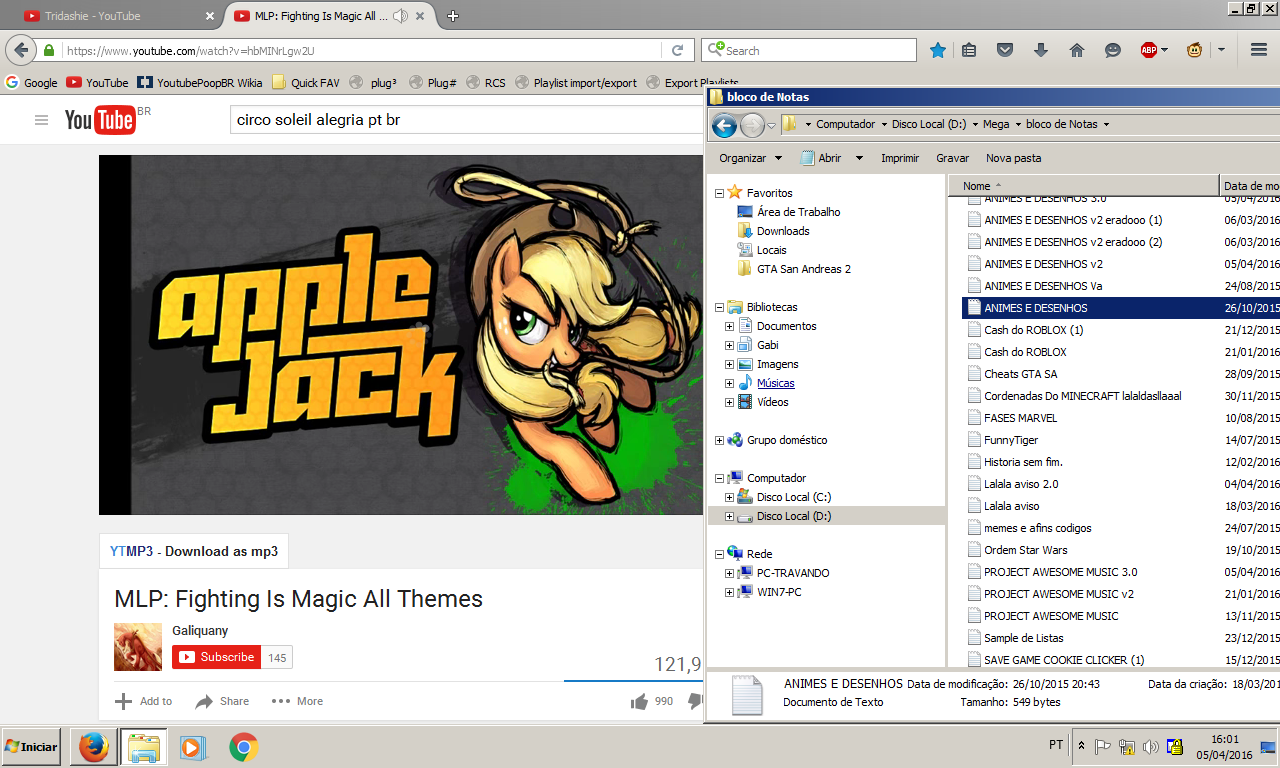 Tridashie - YouTube
MLP: Fighting Is Magic All ...
https://www.youtube.com/watch?v=hbMINrLgw2U
Search
ABP
Google
YouTube
YoutubePoopBR Wikia
Quick FAV
plug³
Plug#
RCS
Playlist import/export
Export Playlists
YouTube BR
circo soleil alegria pt br
apple
Jack
YTMP3 - Download as mp3
MLP: Fighting Is Magic All Themes
Galiquany
Subscribe 145
121,9
Add to
Share
More
990
bloco de Notas
Computador
Disco Local (D:)
Mega
bloco de Notas
Organizar
Abrir
Imprimir
Gravar
Nova pasta
Favoritos
Área de Trabalho
Downloads
Locais
GTA San Andreas 2
Bibliotecas
Documentos
Gabi
Imagens
Músicas
Vídeos
Grupo doméstico
Computador
Disco Local (C:)
Disco Local (D:)
Rede
PC-TRAVANDO
WIN7-PC
Nome Data de mo
ANIMES E DESENHOS 3.0 05/04/2016
ANIMES E DESENHOS v2 eradooo (1) 06/03/2016
ANIMES E DESENHOS v2 eradooo (2) 06/03/2016
ANIMES E DESENHOS v2 05/04/2016
ANIMES E DESENHOS Va 24/08/2015
ANIMES E DESENHOS 26/10/2015
Cash do ROBLOX (1) 21/12/2015
Cash do ROBLOX 21/01/2016
Cheats GTA SA 28/09/2015
Cordenadas Do MINECRAFT lalaldasllaaal 30/11/2015
FASES MARVEL 10/08/2015
FunnyTiger 14/07/2015
Historia sem fim. 12/02/2016
Lalala aviso 2.0 04/04/2016
Lalala aviso 18/03/2016
memes e afins codigos 24/07/2015
Ordem Star Wars 19/10/2015
PROJECT AWESOME MUSIC 3.0 05/04/2016
PROJECT AWESOME MUSIC v2 21/01/2016
PROJECT AWESOME MUSIC 13/11/2015
Sample de Listas 23/12/2015
SAVE GAME COOKIE CLICKER (1) 15/12/2015
ANIMES E DESENHOS Data de modificação: 26/10/2015 20:43 Data da criação: 18/03/201
Documento de Texto Tamanho: 549 bytes
Iniciar
PT
16:01
05/04/2016